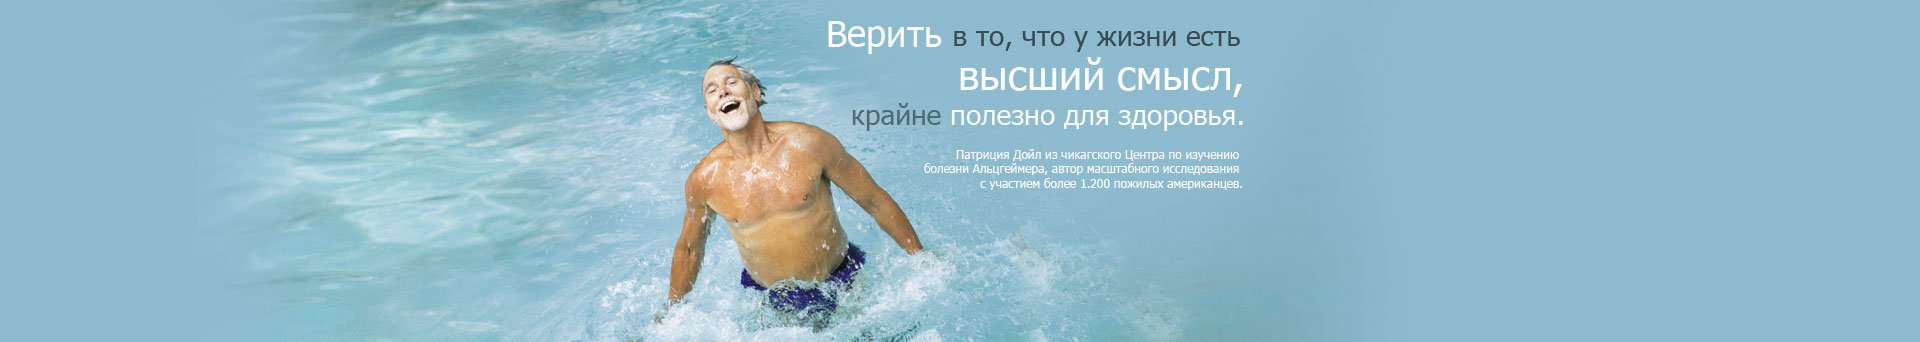 Верить в то, что у жизни есть
высший смысл,
крайне полезно для здоровья.
Патриция Дойл из чикагского Центра по изучению
болезни Альцгеймера, автор масштабного исследования
с участием более 1.200 пожилых американцев.